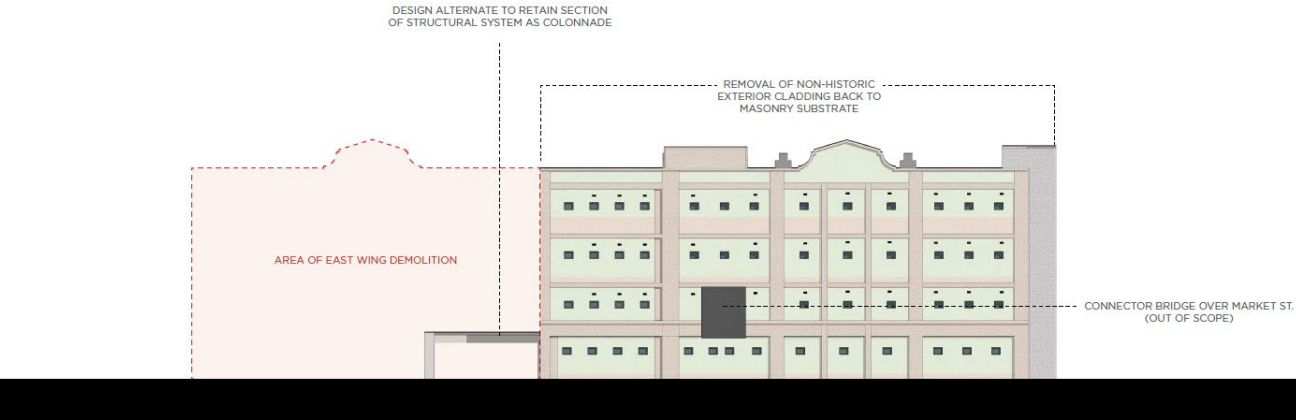 DESIGN ALTERNATE TO RETAIN SECTION
OF STRUCTURAL SYSTEM AS COLONNADE
REMOVAL OF NON-HISTORIC
EXTERIOR CLADDING BACK TO
MASONRY SUBSTRATE
AREA OF EAST WING DEMOLITION
CONNECTOR BRIDGE OVER MARKET ST.
(OUT OF SCOPE)